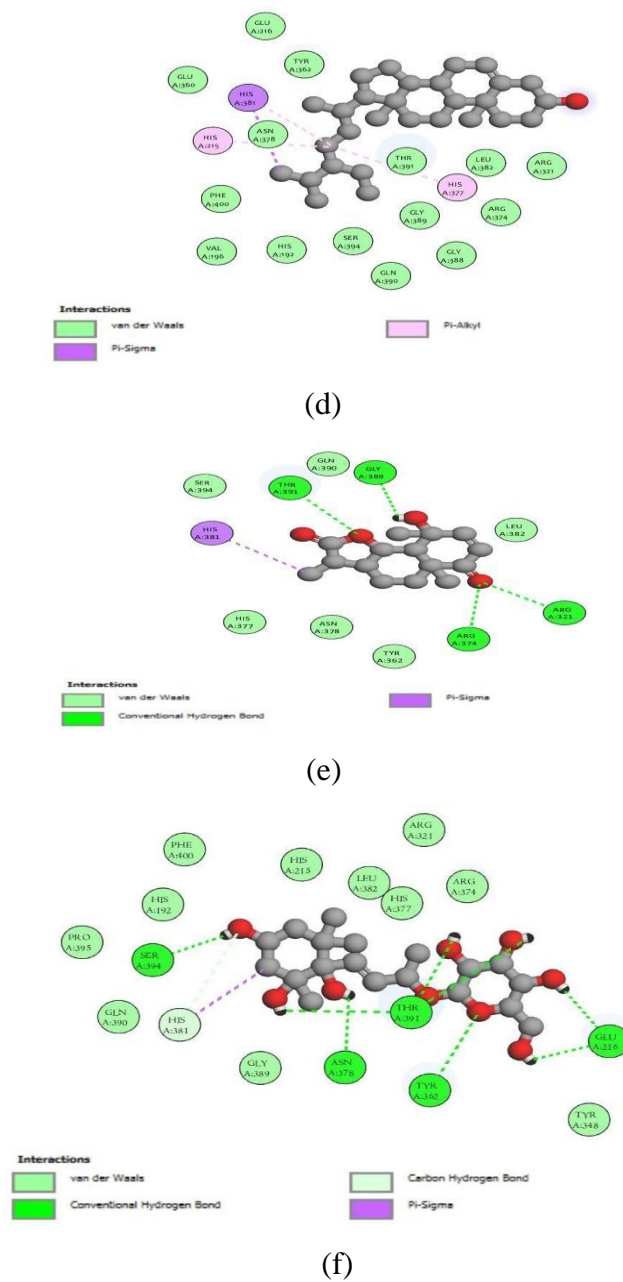 GLU
A:216
TYR
A:362
GLU
A:360
HIS
A:381
ASN
A:378
HIS
A:215
THR
A:391
LEU
A:382
ARG
A:321
HIS
A:377
PHE
A:400
GLY
A:389
ARG
A:374
VAL
A:196
HIS
A:192
SER
A:394
GLY
A:388
GLN
A:390
Interactions
van der Waals
Pi-Alkyl
Pi-Sigma
(d)
GLN
A:390
GLY
A:389
THR
A:391
SER
A:394
LEU
A:382
HIS
A:381
ARG
A:321
HIS
A:377
ASN
A:378
ARG
A:374
TYR
A:362
Interactions
van der Waals
Pi-Sigma
Conventional Hydrogen Bond
(e)
ARG
A:321
PHE
A:400
HIS
A:215
LEU
A:382
HIS
A:377
ARG
A:374
HIS
A:192
PRO
A:395
SER
A:394
GLN
A:390
HIS
A:381
THR
A:391
GLU
A:216
GLY
A:389
ASN
A:378
TYR
A:362
TYR
A:348
Interactions
van der Waals
Carbon Hydrogen Bond
Conventional Hydrogen Bond
Pi-Sigma
(f)